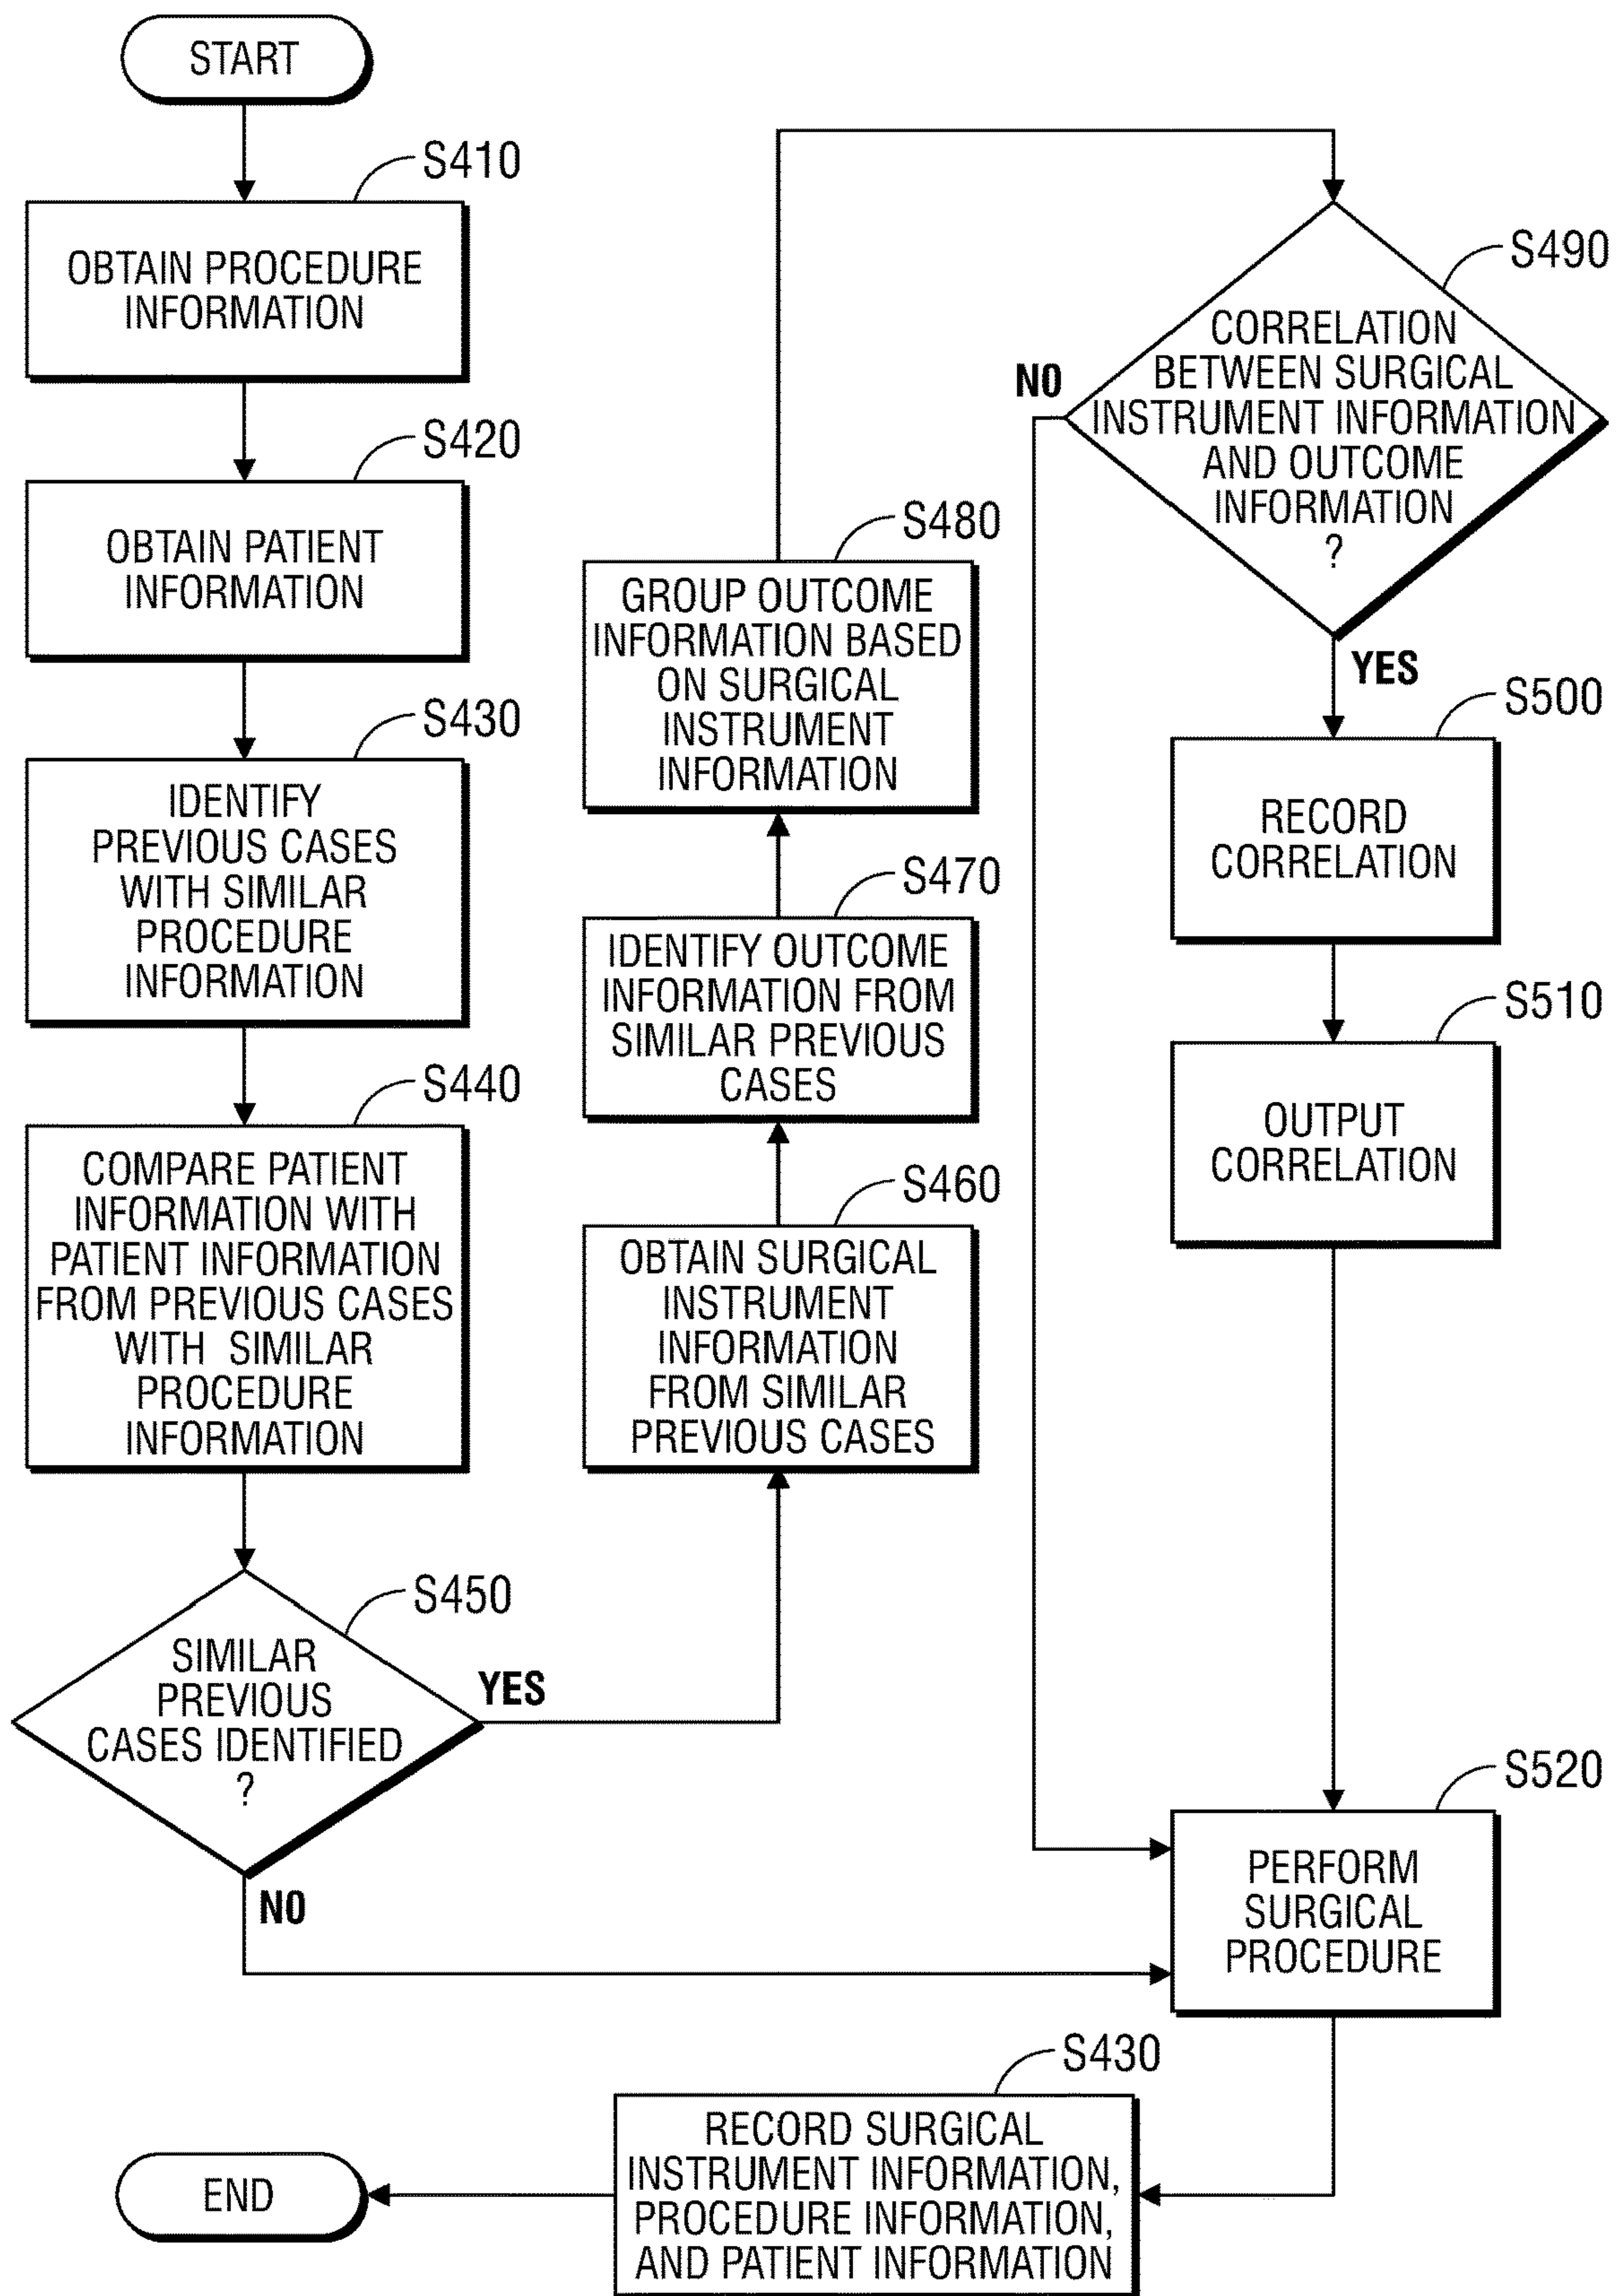 START
S410
OBTAIN PROCEDURE
INFORMATION
S420
OBTAIN PATIENT
INFORMATION
S430
IDENTIFY
PREVIOUS CASES
WITH SIMILAR
PROCEDURE
INFORMATION
S440
COMPARE PATIENT
INFORMATION WITH
PATIENT INFORMATION
FROM PREVIOUS CASES
WITH SIMILAR
PROCEDURE
INFORMATION
S450
SIMILAR
PREVIOUS
CASES IDENTIFIED
?
YES
NO
S460
OBTAIN SURGICAL
INSTRUMENT
INFORMATION
FROM SIMILAR
PREVIOUS CASES
S470
IDENTIFY OUTCOME
INFORMATION FROM
SIMILAR PREVIOUS
CASES
S480
GROUP OUTCOME
INFORMATION BASED
ON SURGICAL
INSTRUMENT
INFORMATION
S490
CORRELATION
BETWEEN SURGICAL
INSTRUMENT INFORMATION
AND OUTCOME
INFORMATION
?
NO
YES
S500
RECORD
CORRELATION
S510
OUTPUT
CORRELATION
S520
PERFORM
SURGICAL
PROCEDURE
S430
RECORD SURGICAL
INSTRUMENT INFORMATION,
PROCEDURE INFORMATION,
AND PATIENT INFORMATION
END